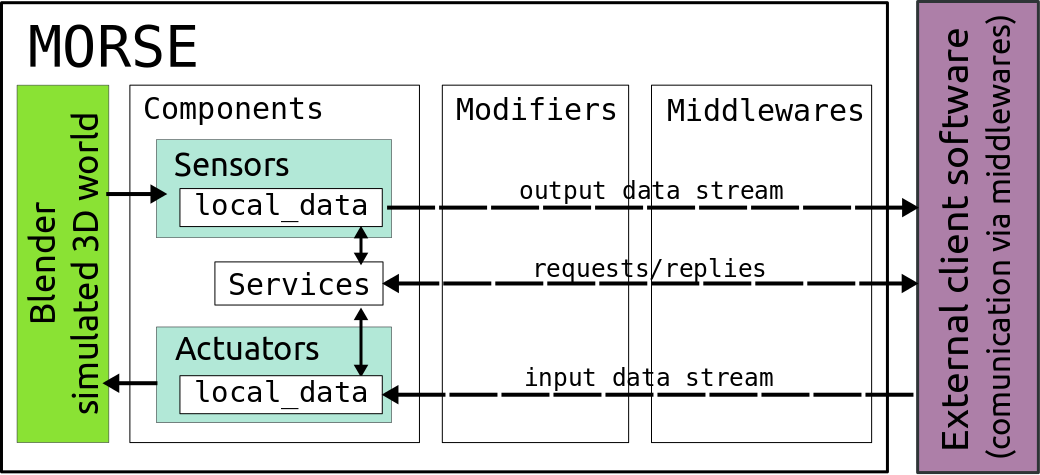 MORSE
Blender
simulated 3D world
Components
Sensors
local_data
Services
Actuators
local_data
Modifiers
Middlewares
output data stream
requests/replies
input data stream
External client software
(comunication via middlewares)